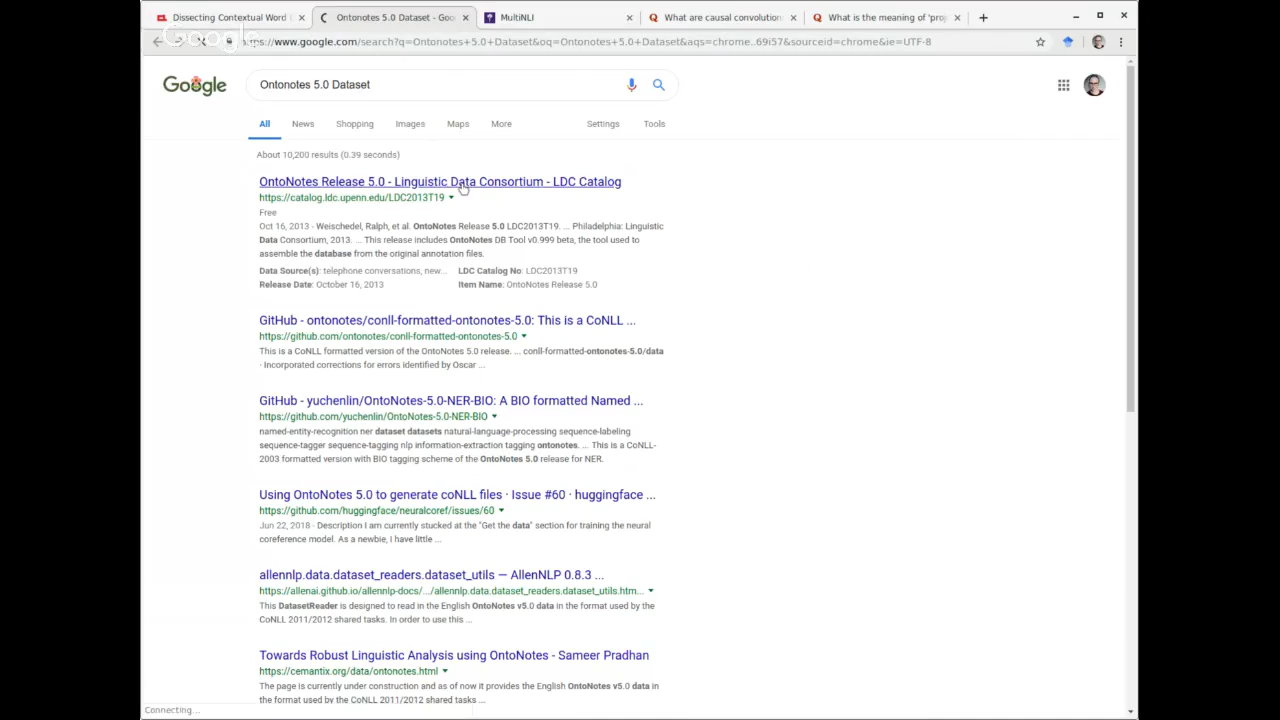 Dissecting Contextual Word
Ontonotes 5.0 Dataset - Goo
MultiNLI
What are causal convolution
What is the meaning of 'proj
Google
www.google.com/search?q=Ontonotes+5.0+Dataset&oq=Ontonotes+5.0+Dataset&aqs=chrome..69i57&sourceid=chrome&ie=UTF-8
Google
Ontonotes 5.0 Dataset
All News Shopping Images Maps More Settings Tools
About 10,200 results (0.39 seconds)
OntoNotes Release 5.0 - Linguistic Data Consortium - LDC Catalog
https://catalog.ldc.upenn.edu/LDC2013T19
Free
Oct 16, 2013 - Weischedel, Ralph, et al. OntoNotes Release 5.0 LDC2013T19. ... Philadelphia: Linguistic
Data Consortium, 2013. ... This release includes OntoNotes DB Tool v0.999 beta, the tool used to
assemble the database from the original annotation files.
Data Source(s): telephone conversations, new... LDC Catalog No: LDC2013T19
Release Date: October 16, 2013 Item Name: OntoNotes Release 5.0
GitHub - ontonotes/conll-formatted-ontonotes-5.0: This is a CoNLL ...
https://github.com/ontonotes/conll-formatted-ontonotes-5.0
This is a CoNLL formatted version of the OntoNotes 5.0 release. ... conll-formatted-ontonotes-5.0/data
· Incorporated corrections for errors identified by Oscar ...
GitHub - yuchenlin/OntoNotes-5.0-NER-BIO: A BIO formatted Named ...
https://github.com/yuchenlin/OntoNotes-5.0-NER-BIO
named-entity-recognition ner dataset datasets natural-language-processing sequence-labeling
sequence-tagger sequence-tagging nlp information-extraction tagging ontonotes. ... This is a CoNLL-
2003 formatted version with BIO tagging scheme of the OntoNotes 5.0 release for NER.
Using OntoNotes 5.0 to generate coNLL files · Issue #60 · huggingface ...
https://github.com/huggingface/neuralcoref/issues/60
Jun 22, 2018 - Description I am currently stucked at the "Get the data" section for training the neural
coreference model. As a newbie, I have little ...
allennlp.data.dataset_readers.dataset_utils — AllenNLP 0.8.3 ...
https://allenai.github.io/allennlp-docs/.../allennlp.data.dataset_readers.dataset_utils.htm...
This DatasetReader is designed to read in the English OntoNotes v5.0 data in the format used by the
CoNLL 2011/2012 shared tasks. In order to use this ...
Towards Robust Linguistic Analysis using OntoNotes - Sameer Pradhan
https://cemantix.org/data/ontonotes.html
The page is currently under construction and as of now it provides the English OntoNotes v5.0 data in
the format used by the CoNLL 2011/2012 shared tasks ...
Connecting...